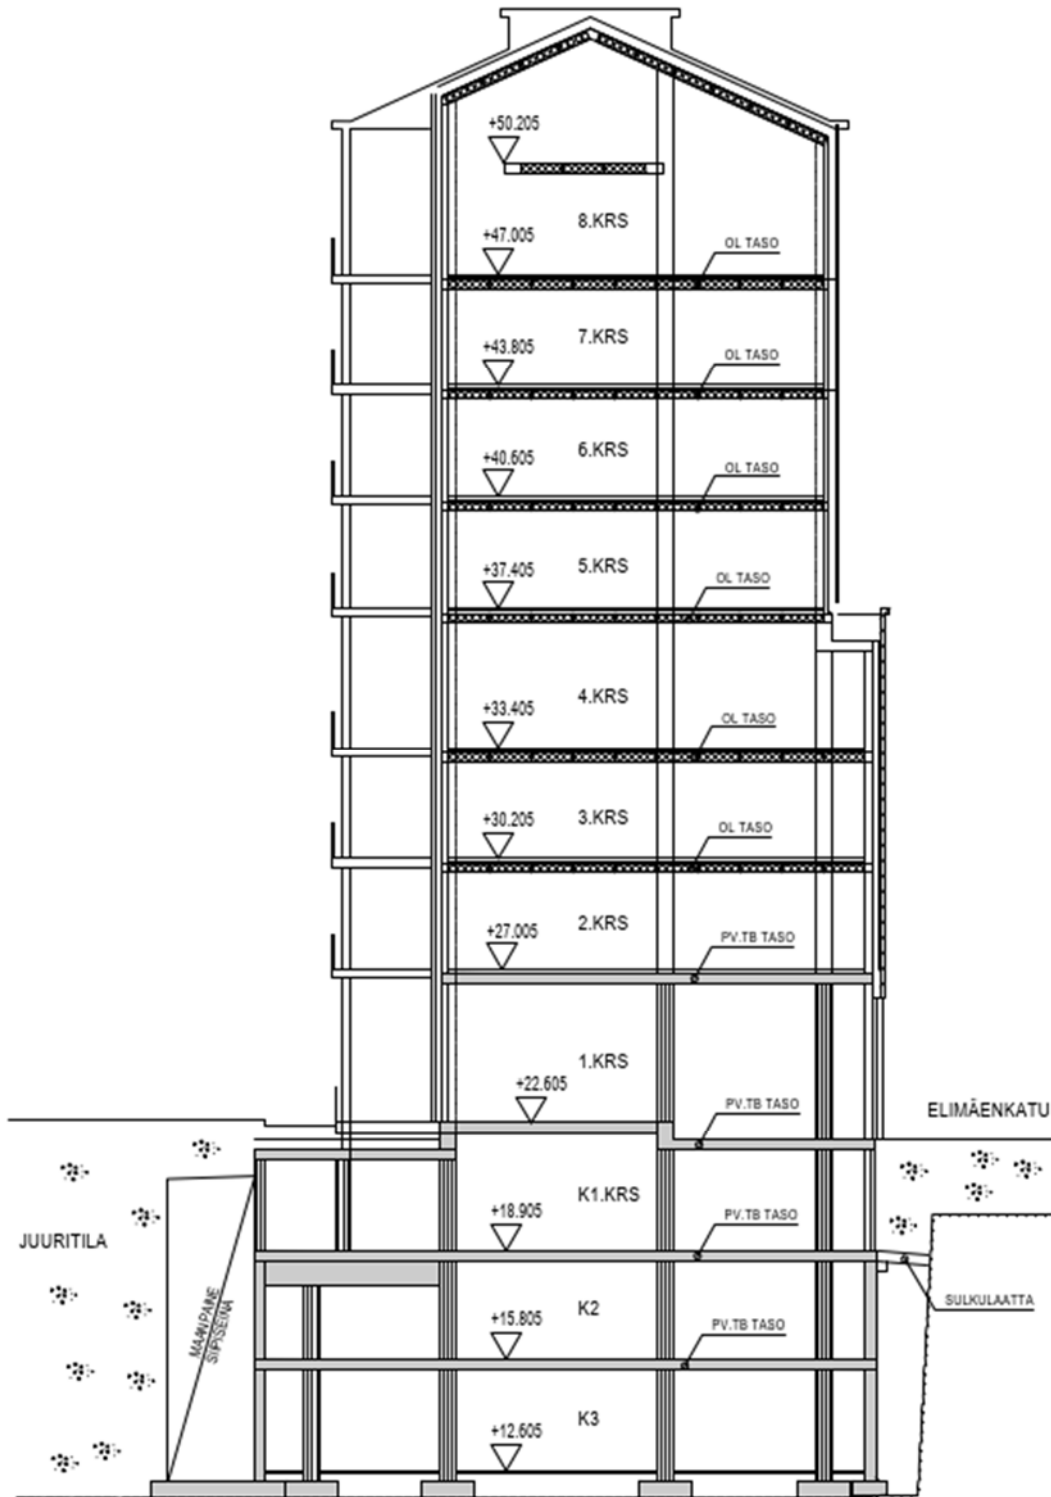 +50.205
8.KRS
+47.005
OL TASO
7.KRS
+43.805
OL TASO
6.KRS
+40.605
OL TASO
5.KRS
+37.405
OL TASO
4.KRS
+33.405
OL TASO
3.KRS
+30.205
OL TASO
2.KRS
+27.005
PV.TB TASO
1.KRS
+22.605
PV.TB TASO
ELIMÄENKATU
K1.KRS
+18.905
PV.TB TASO
JUURITILA
MAANPAINE
SIIPISEINÄ
SULKULAATTA
K2
+15.805
PV.TB TASO
K3
+12.605